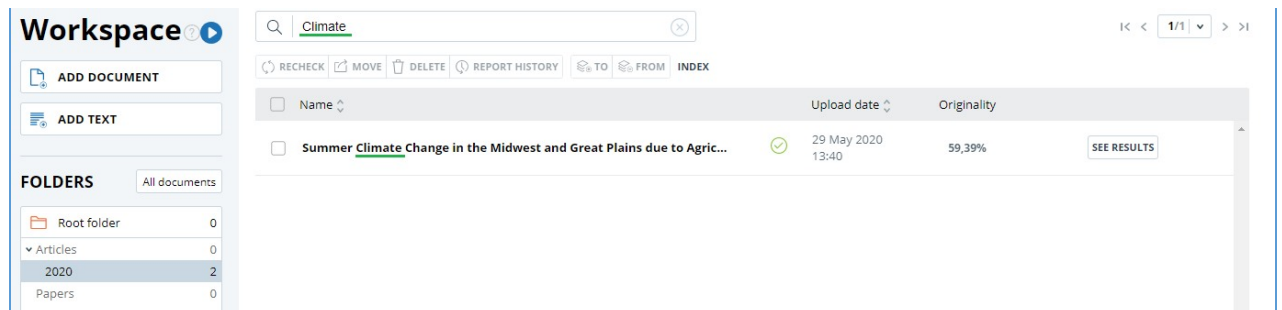 Workspace ?
ADD DOCUMENT
ADD TEXT
FOLDERS All documents
Root folder 0
Articles 0
2020 2
Papers 0
Climate
1/1
RECHECK MOVE DELETE REPORT HISTORY TO FROM INDEX
Name Upload date Originality
Summer Climate Change in the Midwest and Great Plains due to Agric... 29 May 2020 59,39% SEE RESULTS
13:40